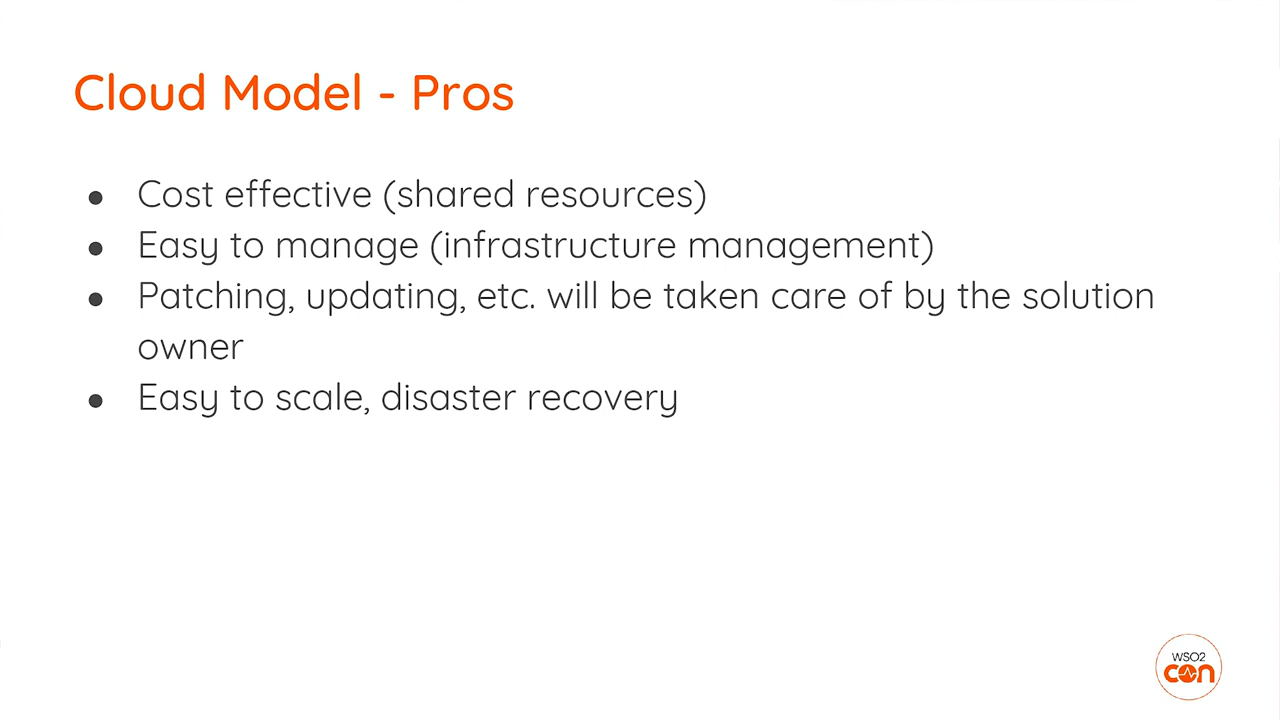 Cloud Model - Pros
● Cost effective (shared resources)
● Easy to manage (infrastructure management)
● Patching, updating, etc. will be taken care of by the solution
owner
● Easy to scale, disaster recovery
WSO2
con